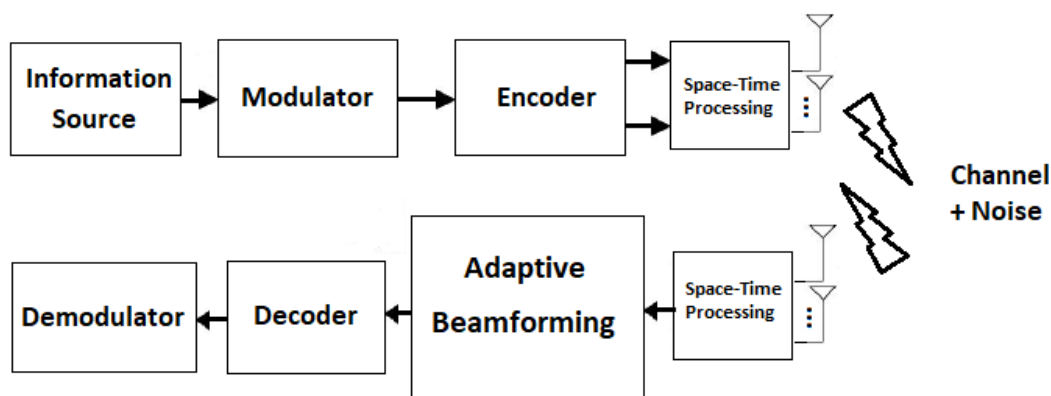 Information
Source
Modulator
Encoder
Space-Time
Processing
Channel
+ Noise
Demodulator
Decoder
Adaptive
Beamforming
Space-Time
Processing